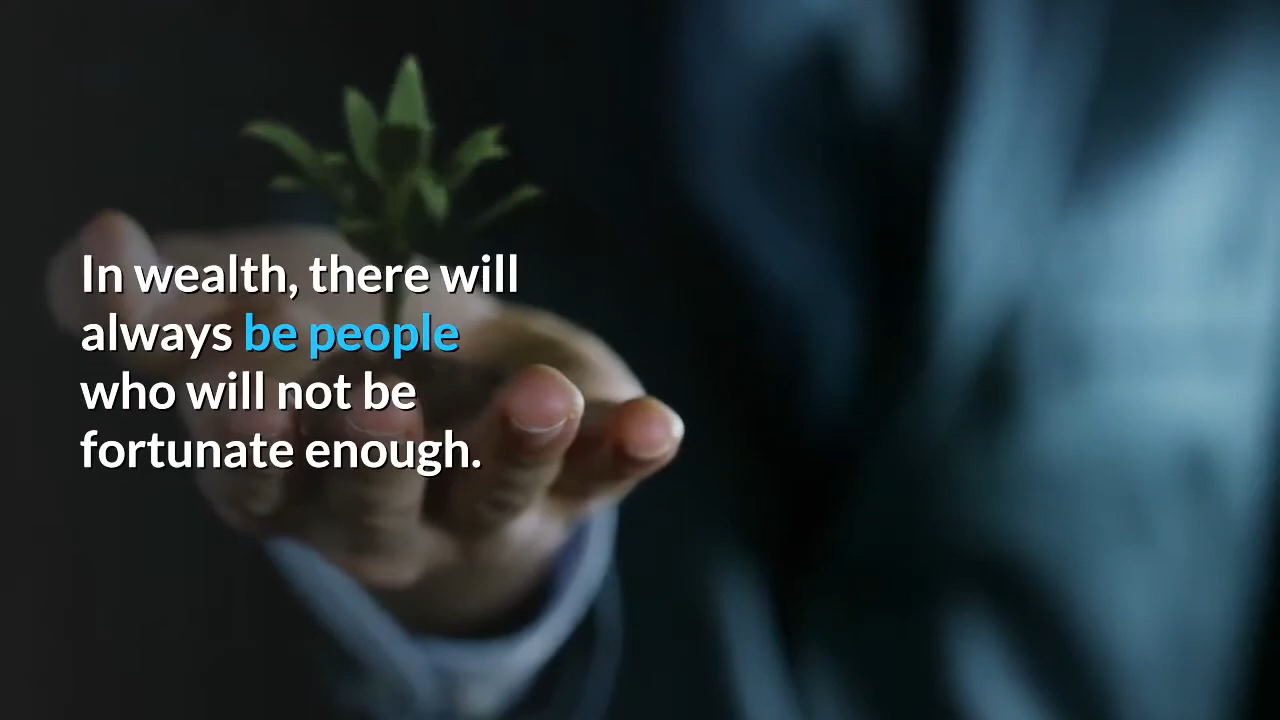 In wealth, there will
always be people
who will not be
fortunate enough.